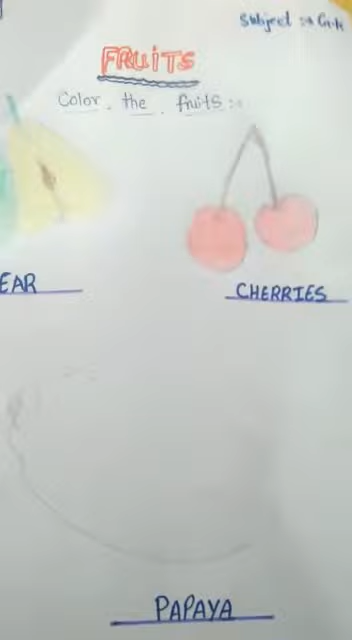 Subject :- G.K
FRUITS
Color the fruits :-
EAR
CHERRIES
PAPAYA